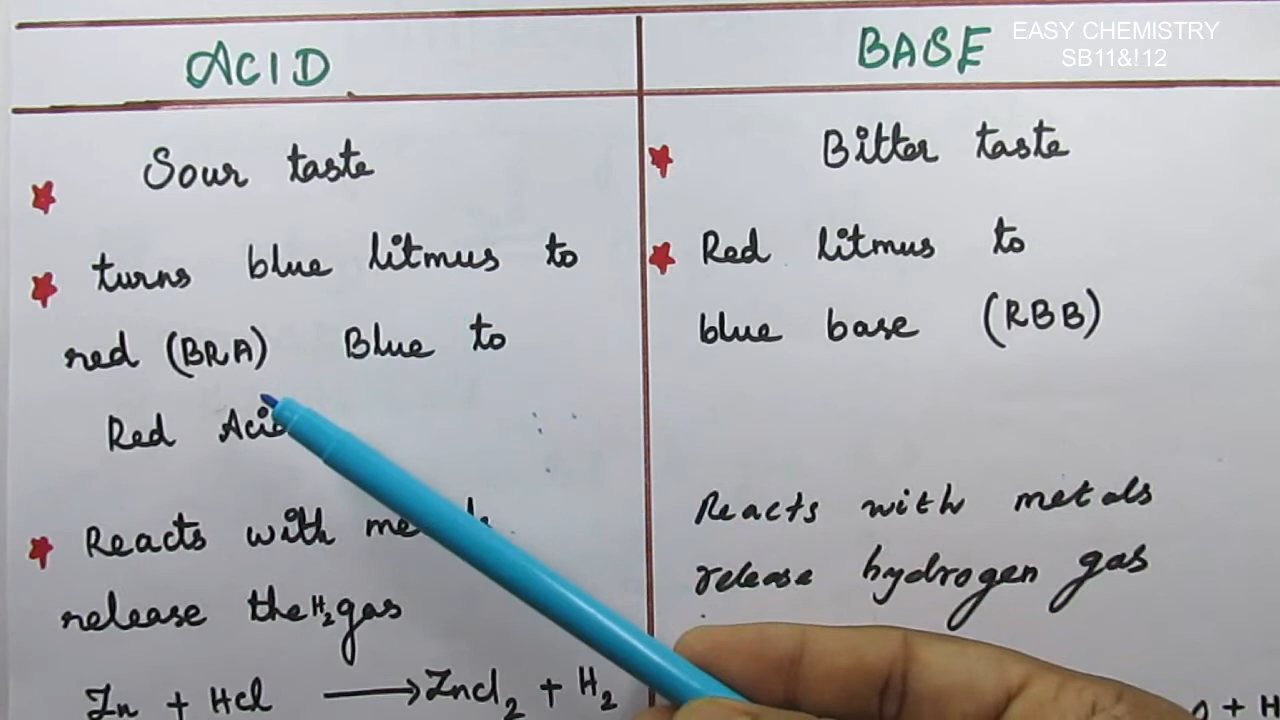 EASY CHEMISTRY
SB11&!12
ACID
Sour taste
turns blue litmus to
red (BRA) Blue to
Red
Reacts with
release the H₂ gas
Zn + HCl → ZnCl₂ + H₂
BASE
Bitter taste
Red litmus to
blue base (RBB)
Reacts with metals
release hydrogen gas
+ H